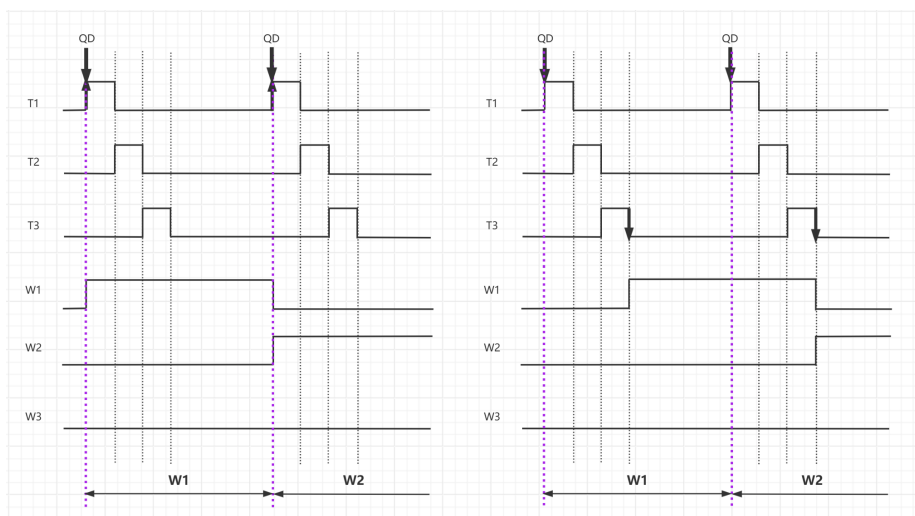 QD QD QD QD
T1 T1
T2 T2
T3 T3
W1 W1
W2 W2
W3 W3
W1 W2 W1 W2